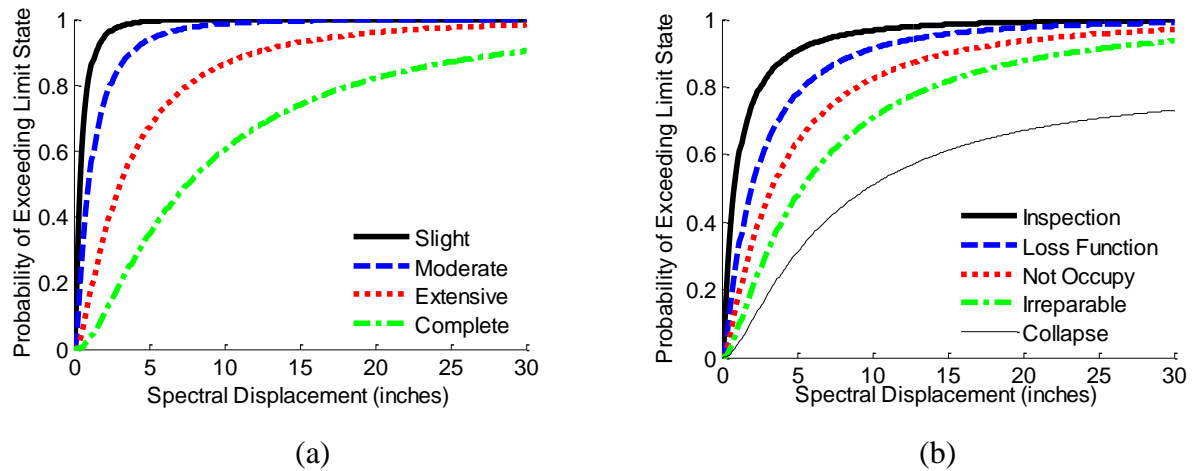 Probability of Exceeding Limit State
1
0.8
0.6
0.4
0.2
0
Slight
Moderate
Extensive
Complete
0 5 10 15 20 25 30
Spectral Displacement (inches)
(a)
Probability of Exceeding Limit State
1
0.8
0.6
0.4
0.2
0
Inspection
Loss Function
Not Occupy
Irreparable
Collapse
0 5 10 15 20 25 30
Spectral Displacement (inches)
(b)